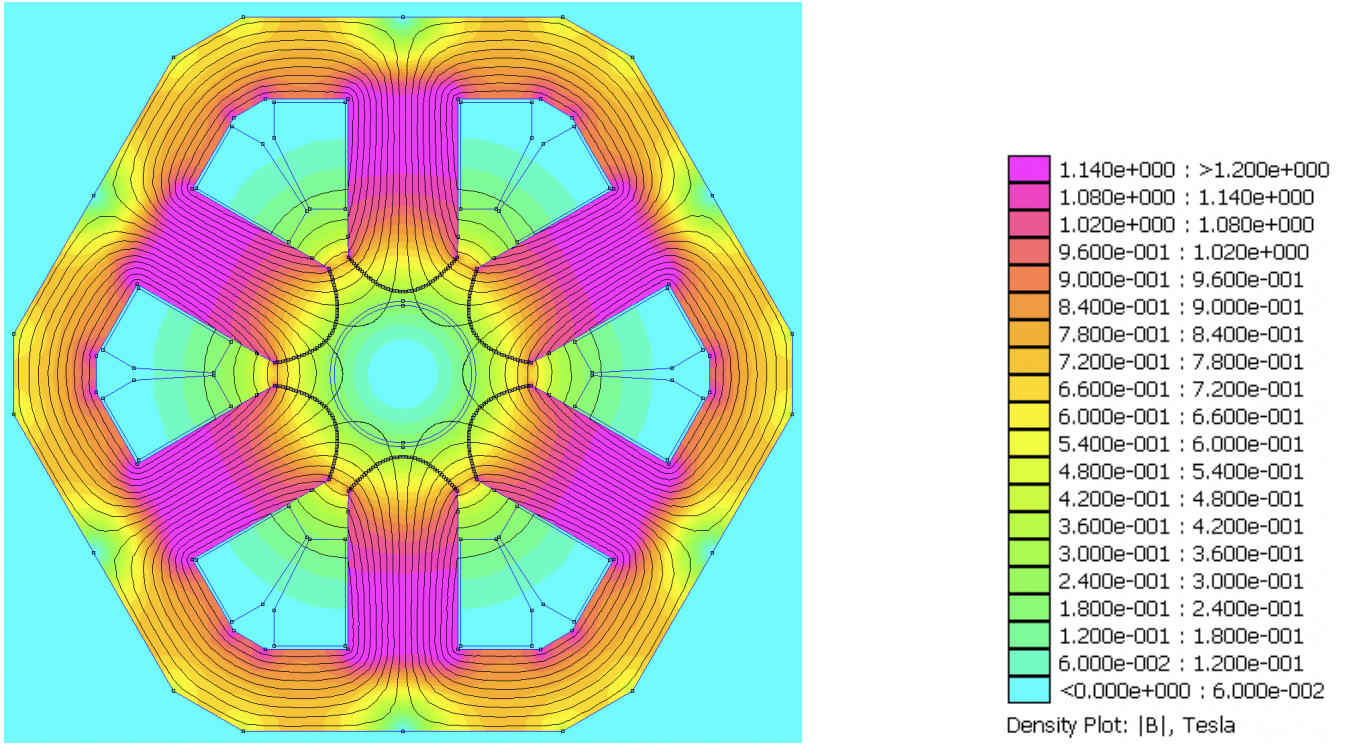 1.140e+000 : >1.200e+000
1.080e+000 : 1.140e+000
1.020e+000 : 1.080e+000
9.600e-001 : 1.020e+000
9.000e-001 : 9.600e-001
8.400e-001 : 9.000e-001
7.800e-001 : 8.400e-001
7.200e-001 : 7.800e-001
6.600e-001 : 7.200e-001
6.000e-001 : 6.600e-001
5.400e-001 : 6.000e-001
4.800e-001 : 5.400e-001
4.200e-001 : 4.800e-001
3.600e-001 : 4.200e-001
3.000e-001 : 3.600e-001
2.400e-001 : 3.000e-001
1.800e-001 : 2.400e-001
1.200e-001 : 1.800e-001
6.000e-002 : 1.200e-001
<0.000e+000 : 6.000e-002
Density Plot: |B|, Tesla